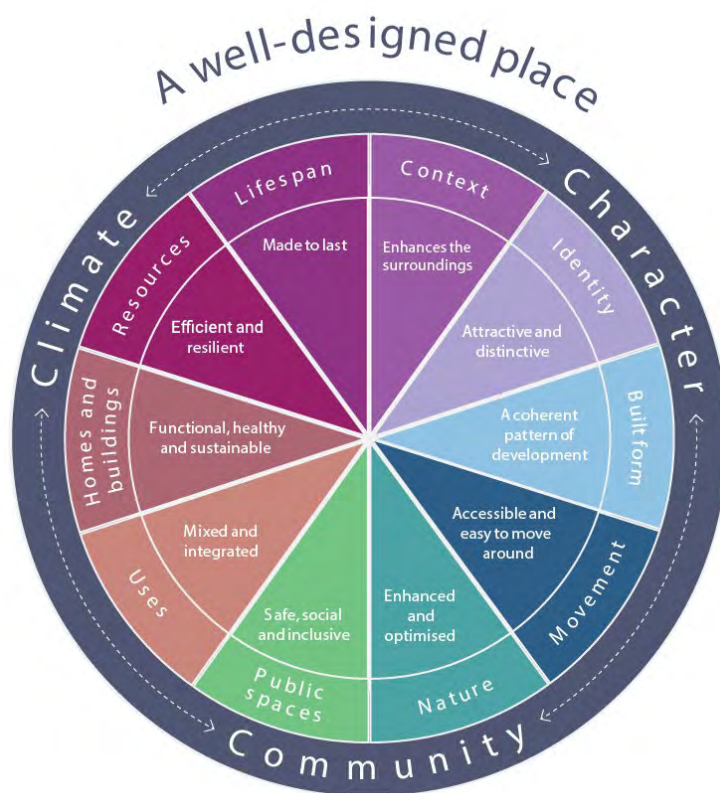 A well-designed place
Climate
Character
Community
Context
Enhances the
surroundings
Identity
Attractive and
distinctive
Built form
A coherent
pattern of
development
Movement
Accessible and
easy to move
around
Nature
Enhanced
and
optimised
Public
spaces
Safe, social
and inclusive
Uses
Mixed and
integrated
Homes and
buildings
Functional, healthy
and sustainable
Resources
Efficient and
resilient
Lifespan
Made to last